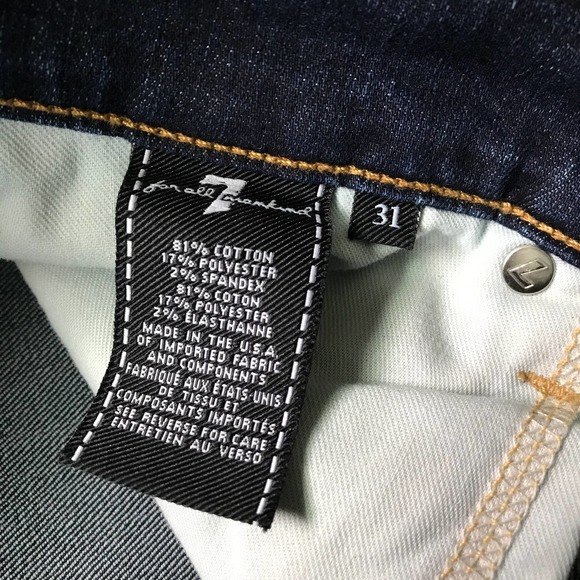 7
for all mankind
81% COTTON
17% POLYESTER
2% SPANDEX
81% COTON
17% POLYESTER
2% ÉLASTHANNE
MADE IN THE U.S.A.
OF IMPORTED FABRIC
AND COMPONENTS
FABRIQUÉ AUX ÉTATS-UNIS
DE TISSU ET
COMPOSANTS IMPORTÉS
SEE REVERSE FOR CARE
ENTRETIEN AU VERSO
31
7